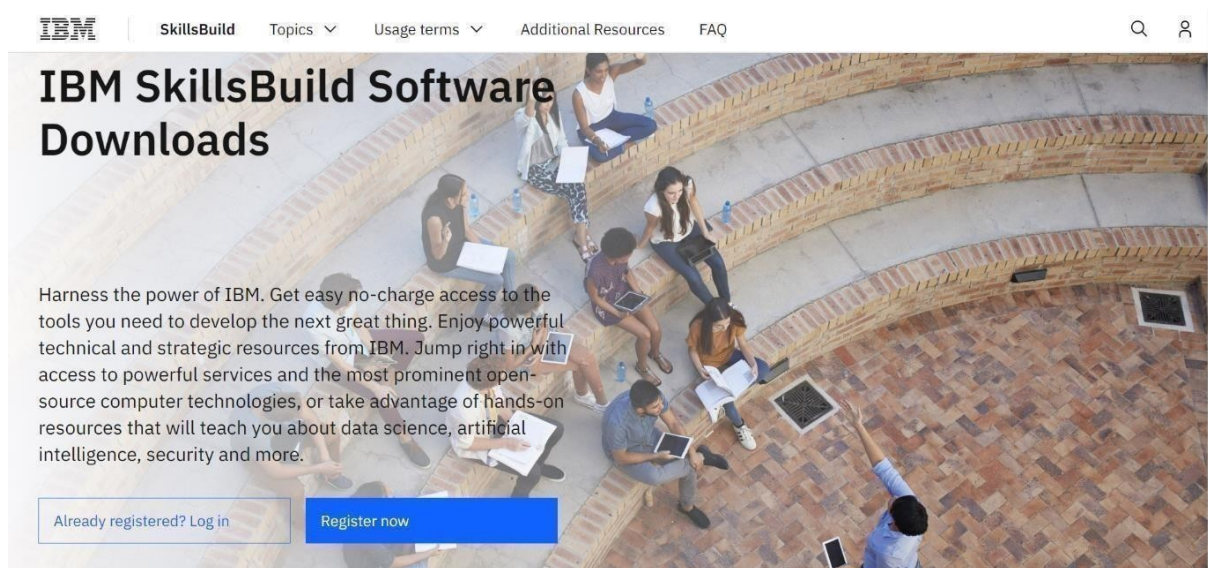 IBM
SkillsBuild
Topics
Usage terms
Additional Resources
FAQ
IBM SkillsBuild Software
Downloads
Harness the power of IBM. Get easy no-charge access to the
tools you need to develop the next great thing. Enjoy powerful
technical and strategic resources from IBM. Jump right in with
access to powerful services and the most prominent open-
source computer technologies, or take advantage of hands-on
resources that will teach you about data science, artificial
intelligence, security and more.
Already registered? Log in
Register now